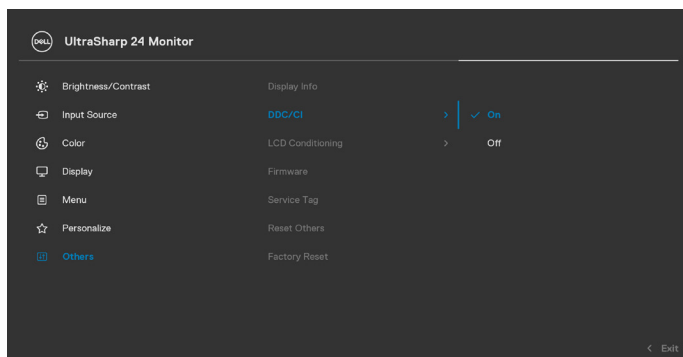 DELL UltraSharp 24 Monitor
Brightness/Contrast Display Info
Input Source DDC/CI > ✓ On
Color LCD Conditioning > Off
Display Firmware
Menu Service Tag
Personalize Reset Others
Others Factory Reset
< Exit